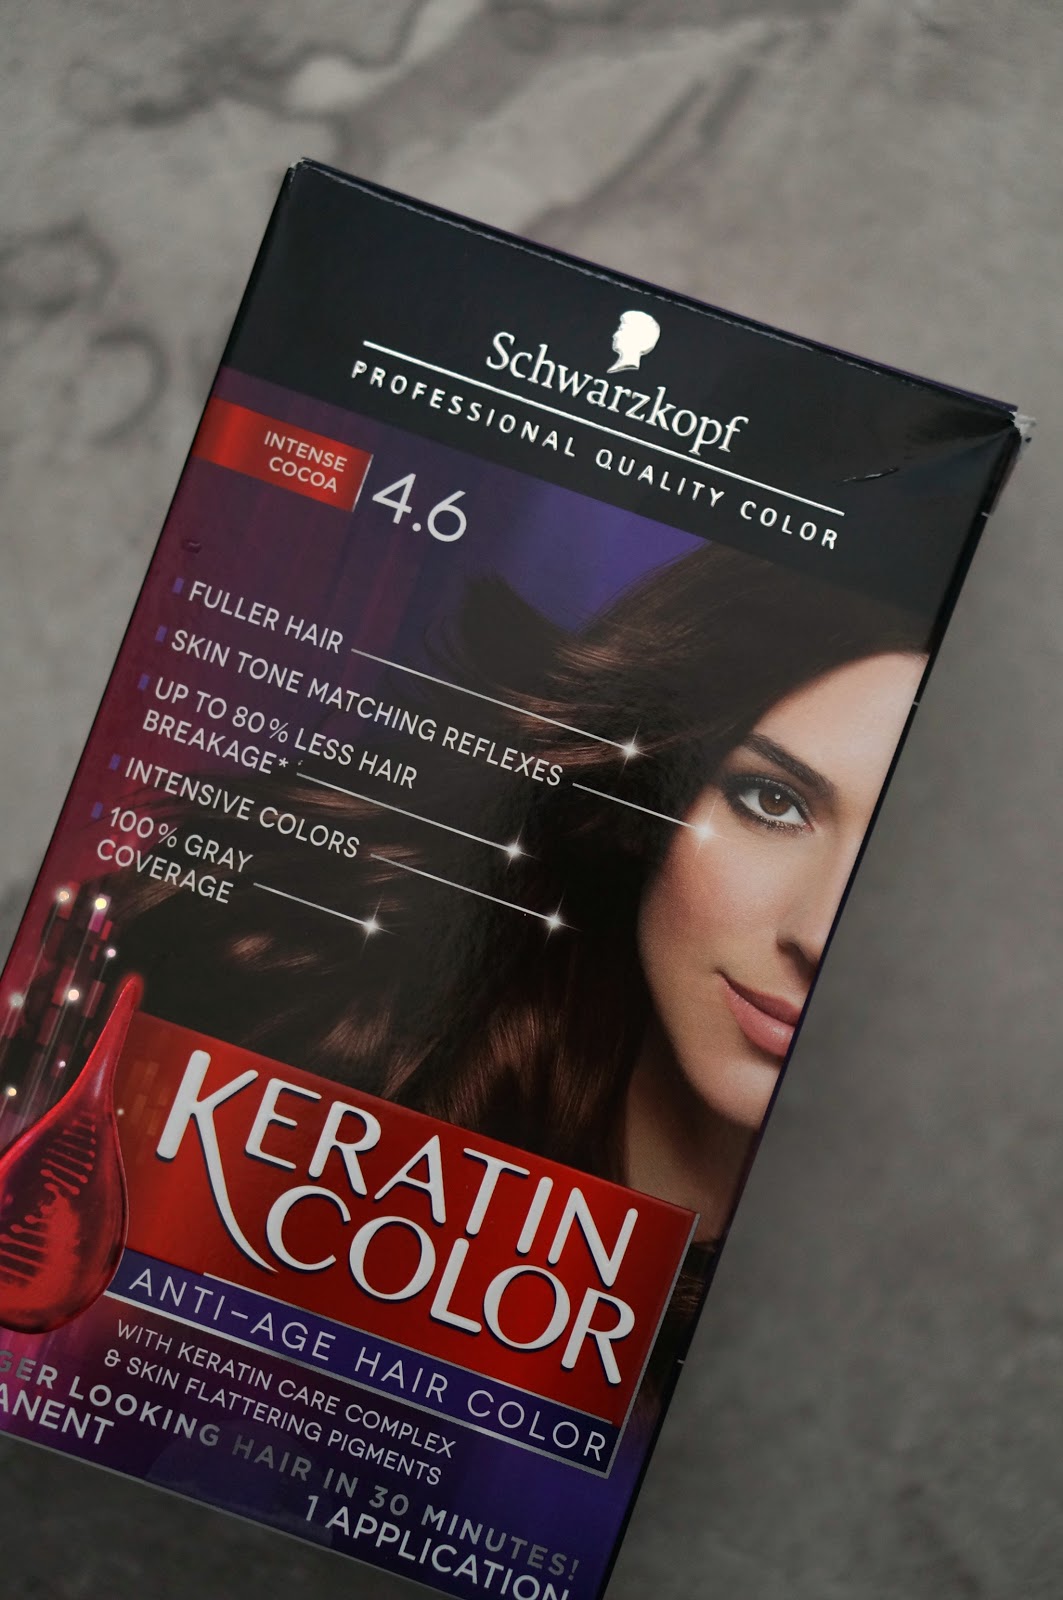 Schwarzkopf
PROFESSIONAL QUALITY COLOR
INTENSE
COCOA
4.6
FULLER HAIR
SKIN TONE MATCHING REFLEXES
UP TO 80% LESS HAIR
BREAKAGE*
INTENSIVE COLORS
100% GRAY
COVERAGE
KERATIN
COLOR
ANTI-AGE HAIR COLOR
WITH KERATIN CARE COMPLEX
& SKIN FLATTERING PIGMENTS
GER LOOKING HAIR IN 30 MINUTES!
ANENT
1 APPLICATION